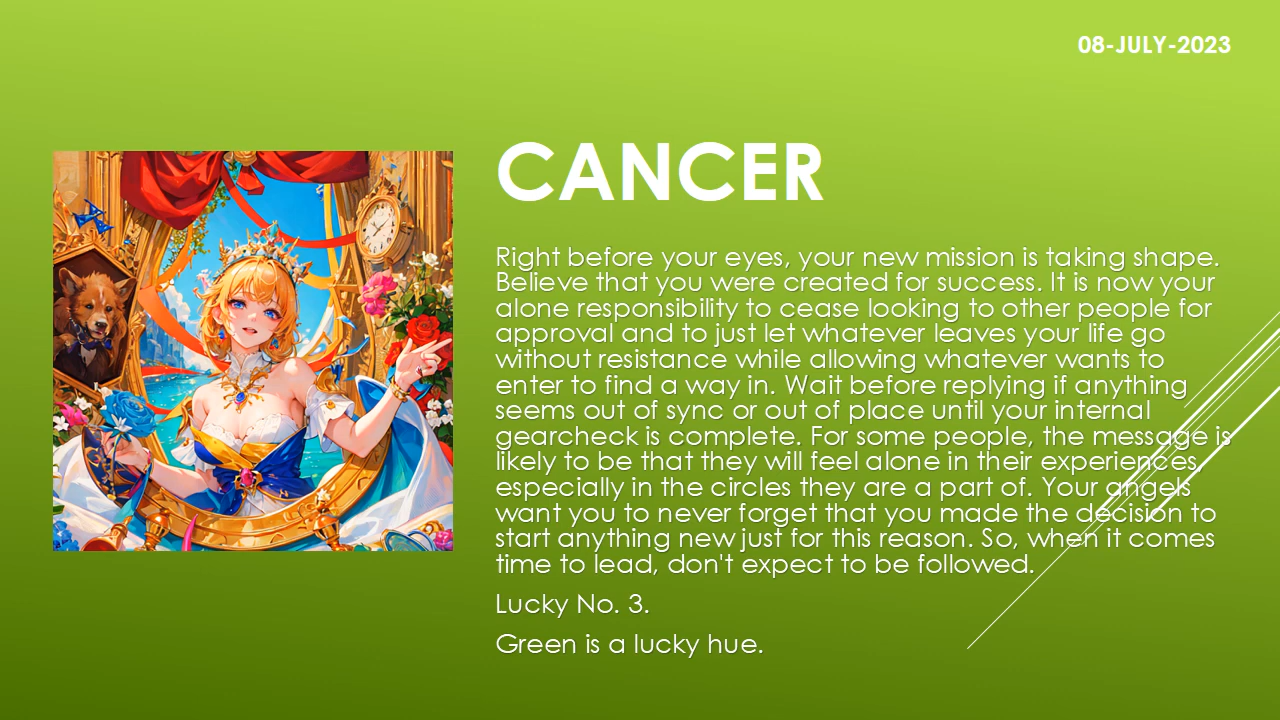 08-JULY-2023
CANCER
Right before your eyes, your new mission is taking shape.
Believe that you were created for success. It is now your
alone responsibility to cease looking to other people for
approval and to just let whatever leaves your life go
without resistance while allowing whatever wants to
enter to find a way in. Wait before replying if anything
seems out of sync or out of place until your internal
gearcheck is complete. For some people, the message is
likely to be that they will feel alone in their experiences,
especially in the circles they are a part of. Your angels
want you to never forget that you made the decision to
start anything new just for this reason. So, when it comes
time to lead, don't expect to be followed.
Lucky No. 3.
Green is a lucky hue.